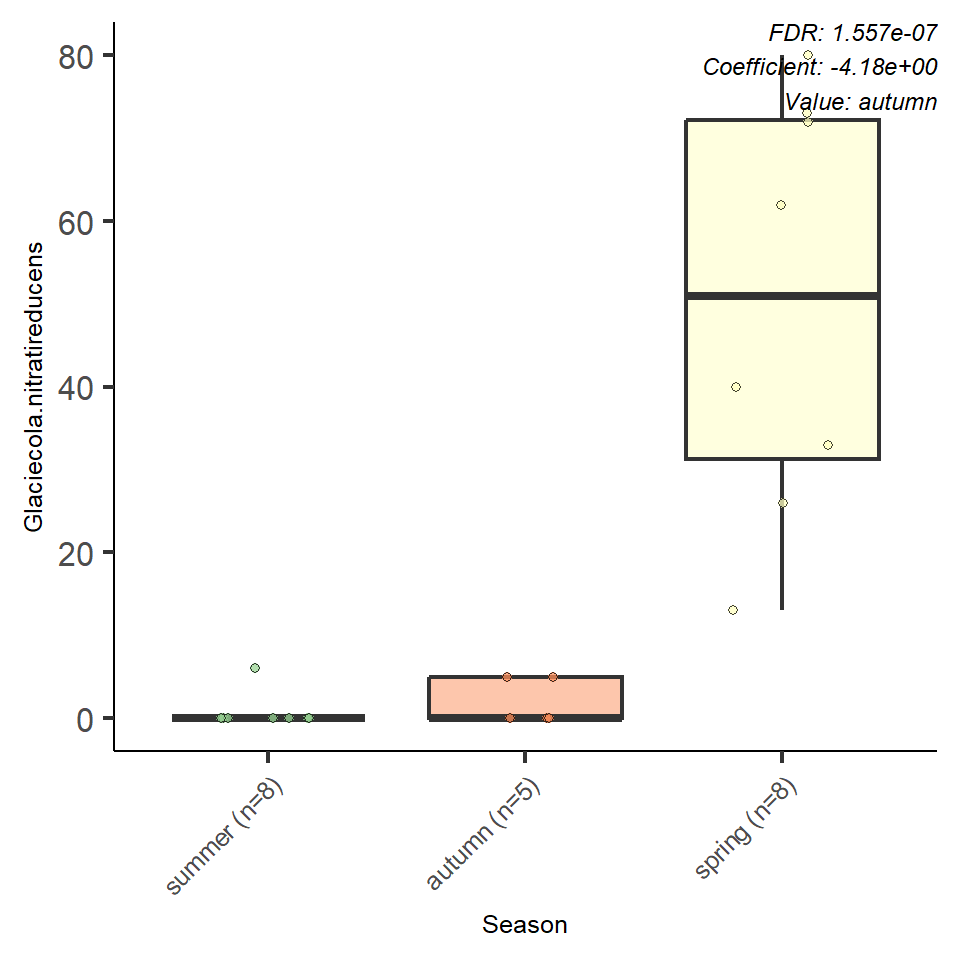 FDR: 1.557e-07
Coefficient: -4.18e+00
Value: autumn
80
60
40
20
0
Glaciecola.nitratireducens
summer (n=8)
autumn (n=5)
spring (n=8)
Season